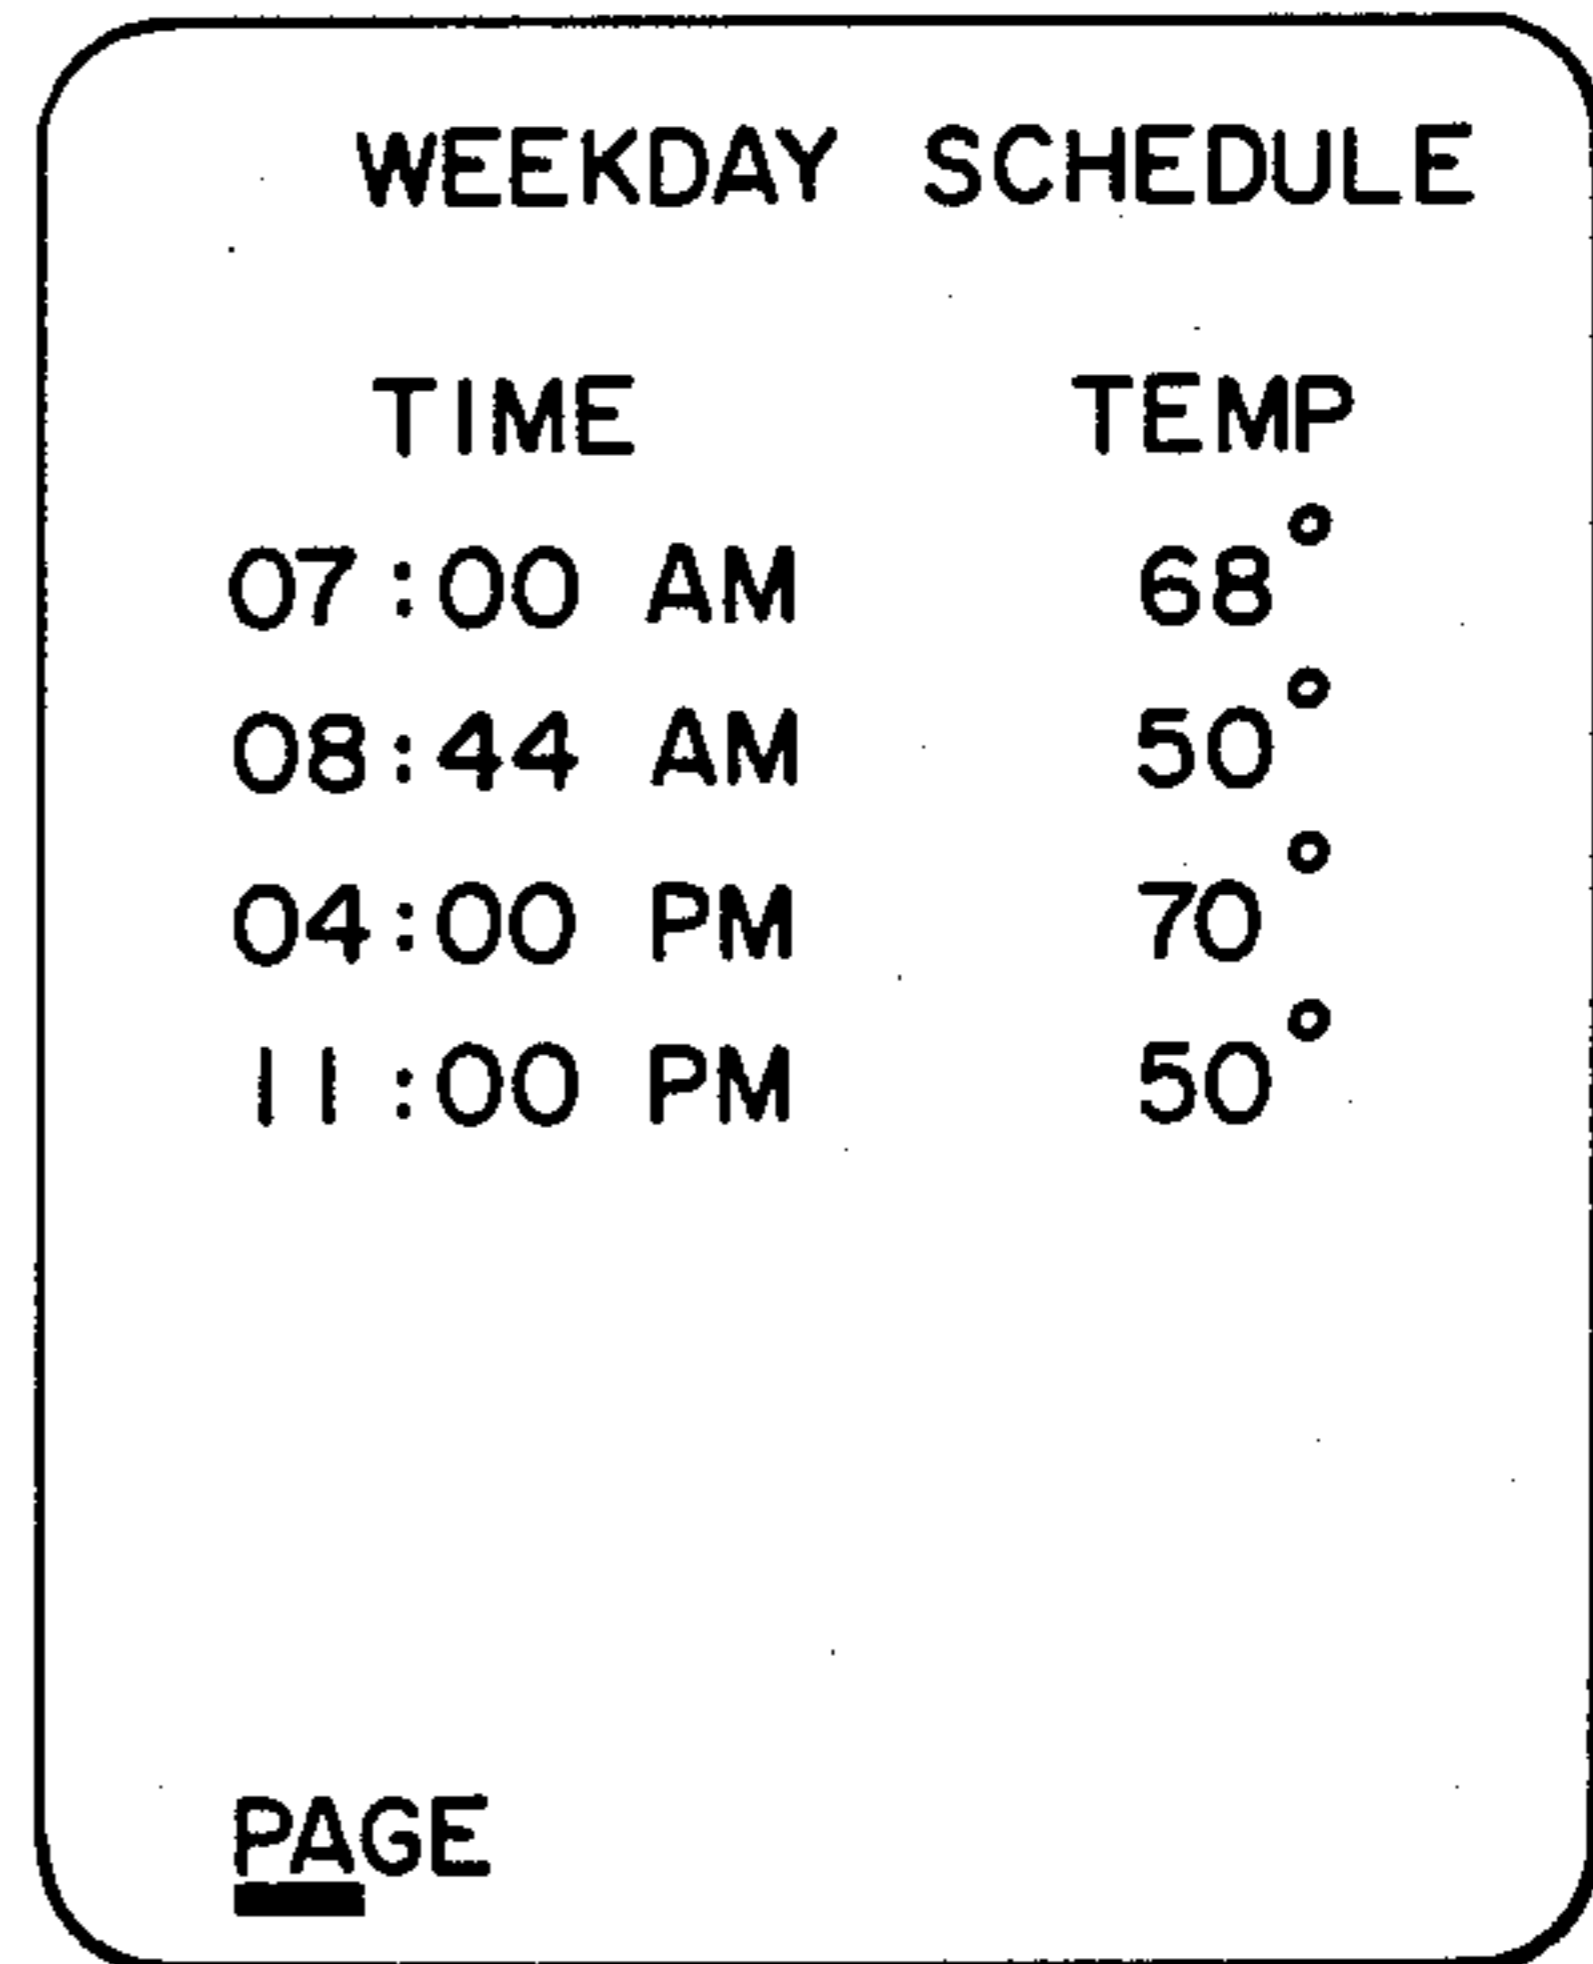 WEEKDAY SCHEDULE
TIME TEMP
07:00 AM 68°
08:44 AM 50°
04:00 PM 70°
11:00 PM 50°
PAGE